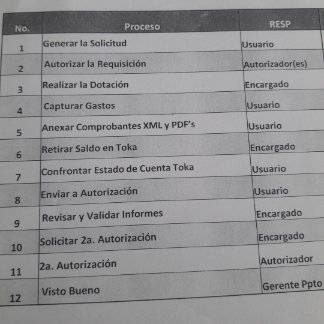 No. Proceso RESP
1 Generar la Solicitud Usuario
2 Autorizar la Requisición Autorizador(es)
3 Realizar la Dotación Encargado
4 Capturar Gastos Usuario
5 Anexar Comprobantes XML y PDF's Usuario
6 Retirar Saldo en Toka Encargado
7 Confrontar Estado de Cuenta Toka Usuario
8 Enviar a Autorización Usuario
9 Revisar y Validar Informes Encargado
10 Solicitar 2a. Autorización Encargado
11 2a. Autorización Autorizador
12 Visto Bueno Gerente Ppto